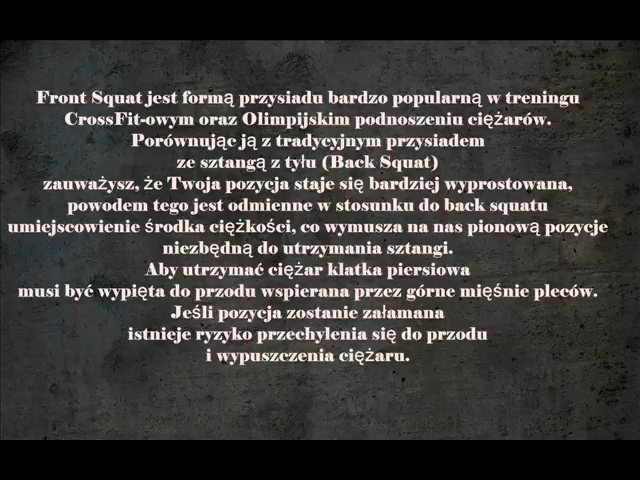 Front Squat jest formą przysiadu bardzo popularną w treningu
CrossFit-owym oraz Olimpijskim podnoszeniu ciężarów.
Porównując ją z tradycyjnym przysiadem
ze sztangą z tyłu (Back Squat)
zauważysz, że Twoja pozycja staje się bardziej wyprostowana,
powodem tego jest odmienne w stosunku do back squatu
umiejscowienie środka ciężkości, co wymusza na nas pionową pozycje
niezbędną do utrzymania sztangi.
Aby utrzymać ciężar klatka piersiowa
musi być wypięta do przodu wspierana przez górne mięśnie pleców.
Jeśli pozycja zostanie załamana
istnieje ryzyko przechylenia się do przodu
i wypuszczenia ciężaru.